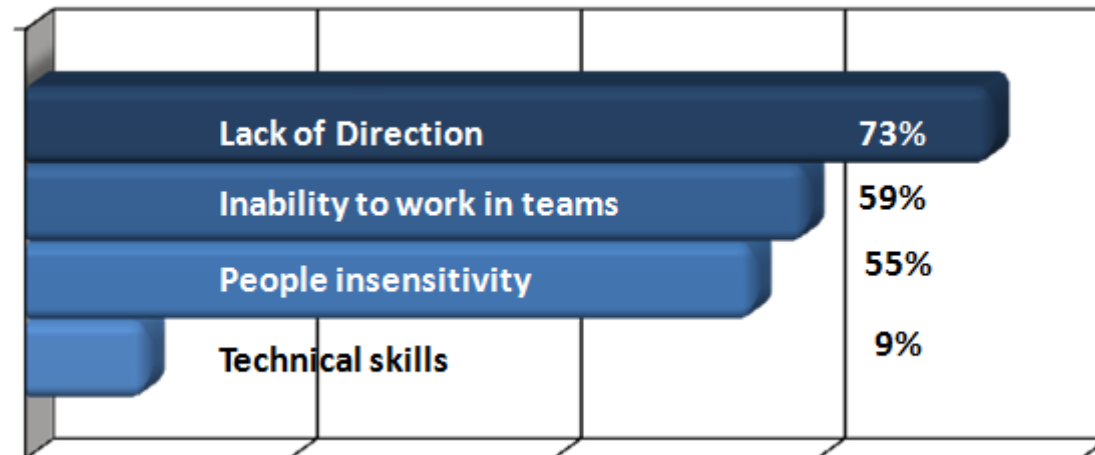 Lack of Direction 73%
Inability to work in teams 59%
People insensitivity 55%
Technical skills 9%